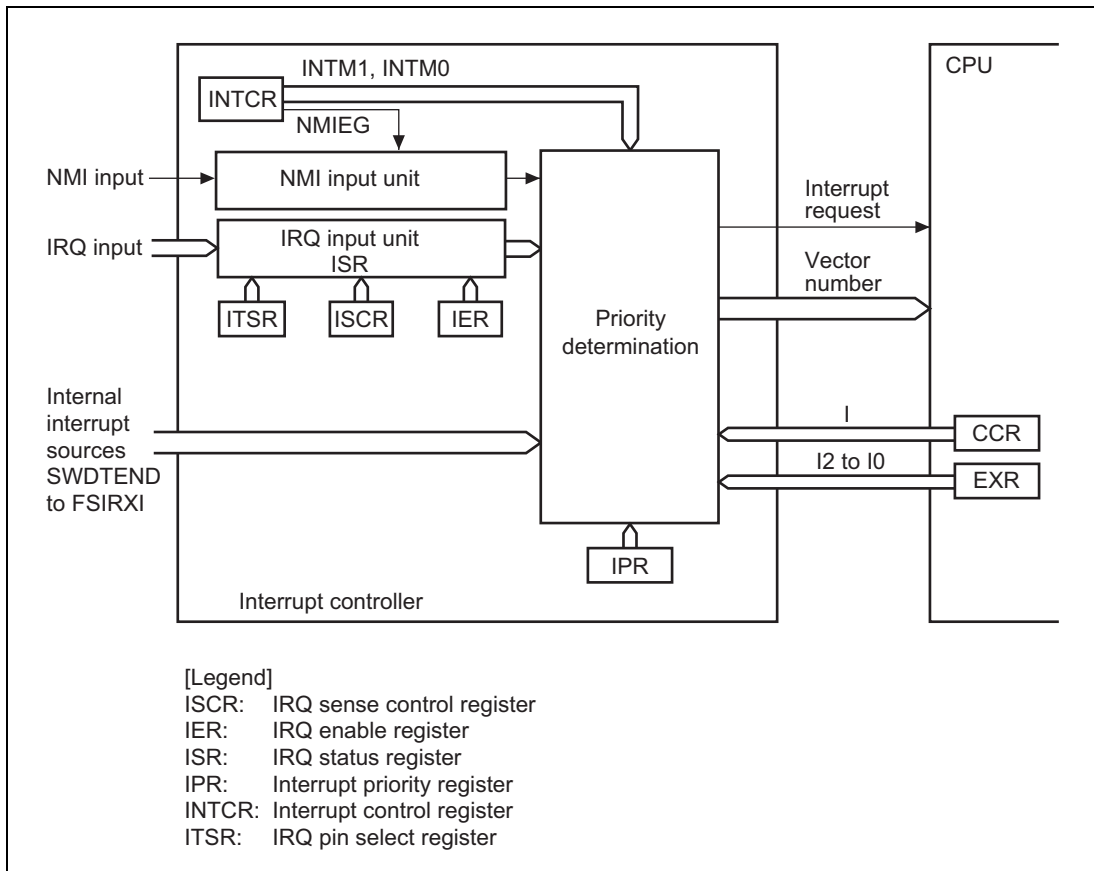 INTM1, INTM0
CPU
INTCR
NMIEG
NMI input
NMI input unit
Interrupt
request
IRQ input
IRQ input unit
ISR
Vector
number
ITSR
ISCR
IER
Priority
determination
Internal
interrupt
sources
SWDTEND
to FSIRXI
I
CCR
I2 to I0
EXR
IPR
Interrupt controller
[Legend]
ISCR: IRQ sense control register
IER: IRQ enable register
ISR: IRQ status register
IPR: Interrupt priority register
INTCR: Interrupt control register
ITSR: IRQ pin select register